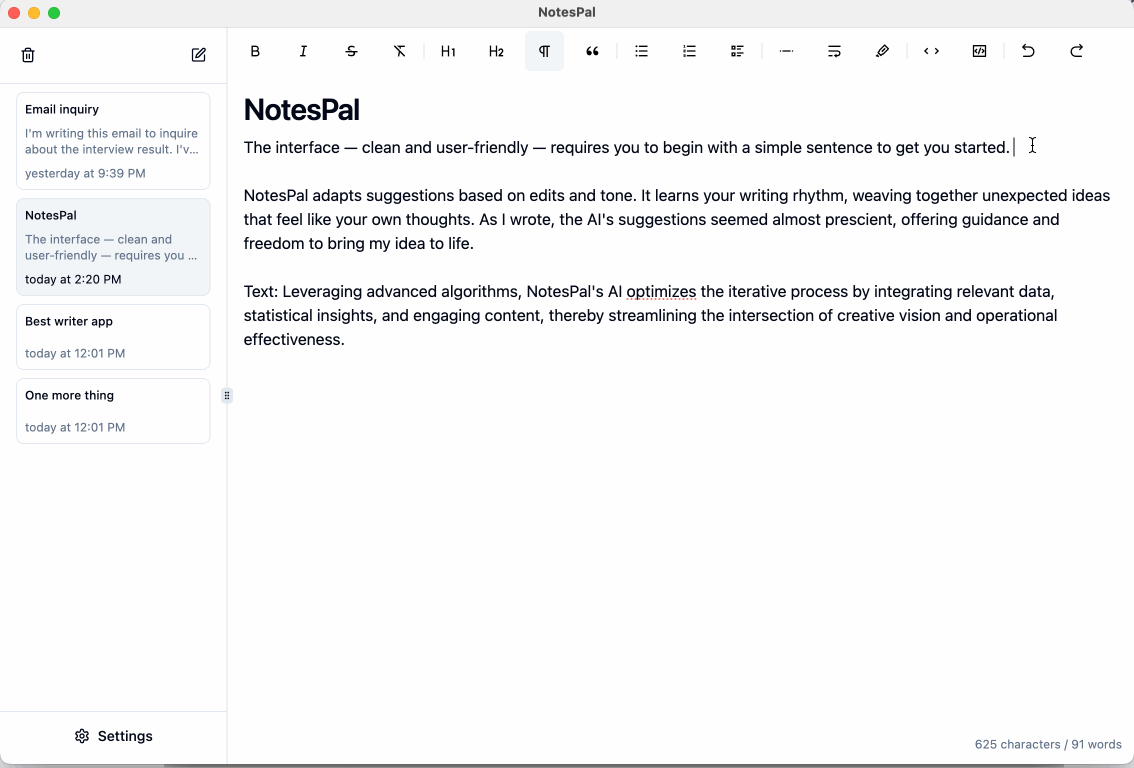 NotesPal
B I S T H1 H2 ¶
Email inquiry
I'm writing this email to inquire
about the interview result. I'v...
yesterday at 9:39 PM
NotesPal
The interface — clean and
user-friendly — requires you ...
today at 2:20 PM
Best writer app
today at 12:01 PM
One more thing
today at 12:01 PM
Settings
NotesPal
The interface — clean and user-friendly — requires you to begin with a simple sentence to get you started.
NotesPal adapts suggestions based on edits and tone. It learns your writing rhythm, weaving together unexpected ideas
that feel like your own thoughts. As I wrote, the AI's suggestions seemed almost prescient, offering guidance and
freedom to bring my idea to life.
Text: Leveraging advanced algorithms, NotesPal's AI optimizes the iterative process by integrating relevant data,
statistical insights, and engaging content, thereby streamlining the intersection of creative vision and operational
effectiveness.
625 characters / 91 words